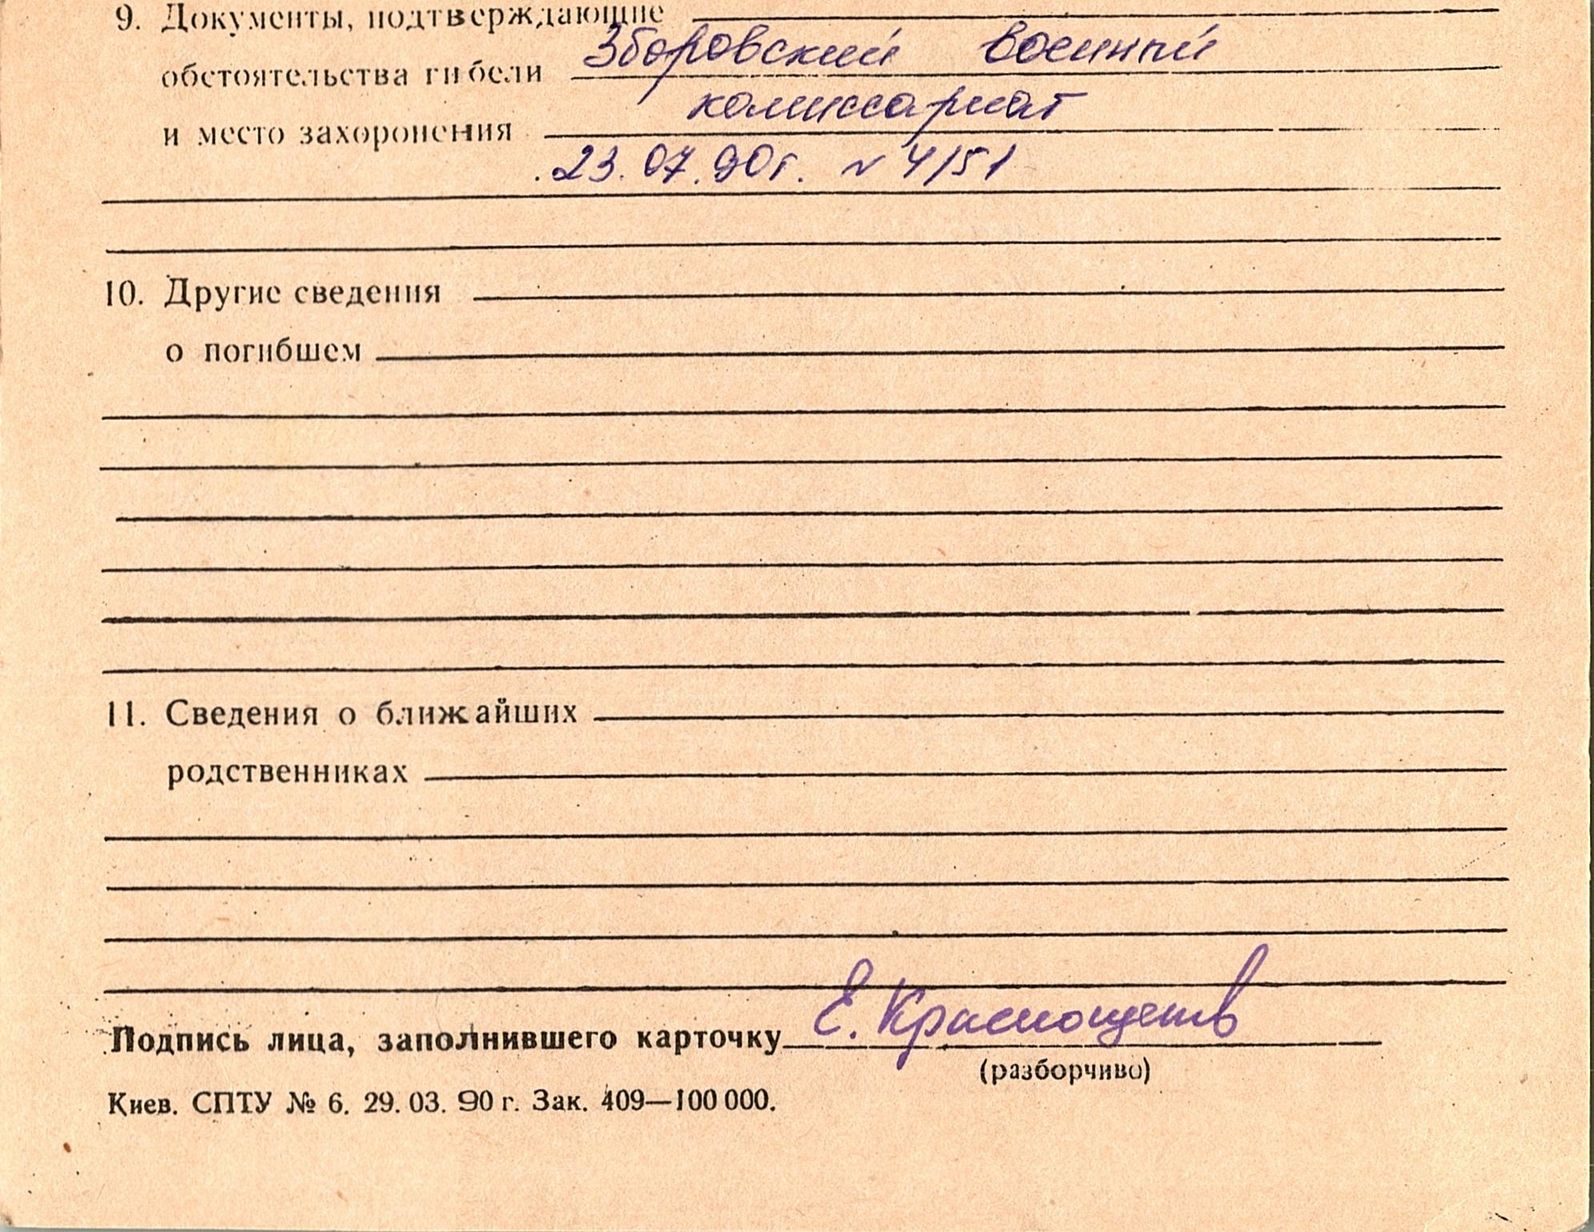 9. Документы, подтверждающие
обстоятельства гибели Зборовский военный
и место захоронения комиссариат
23.07.90г. № 4/51
10. Другие сведения
о погибшем
11. Сведения о ближайших
родственниках
Подпись лица, заполнившего карточку Е. Краснощеков
(разборчиво)
Киев. СПТУ № 6. 29.03.90 г. Зак. 409—100 000.